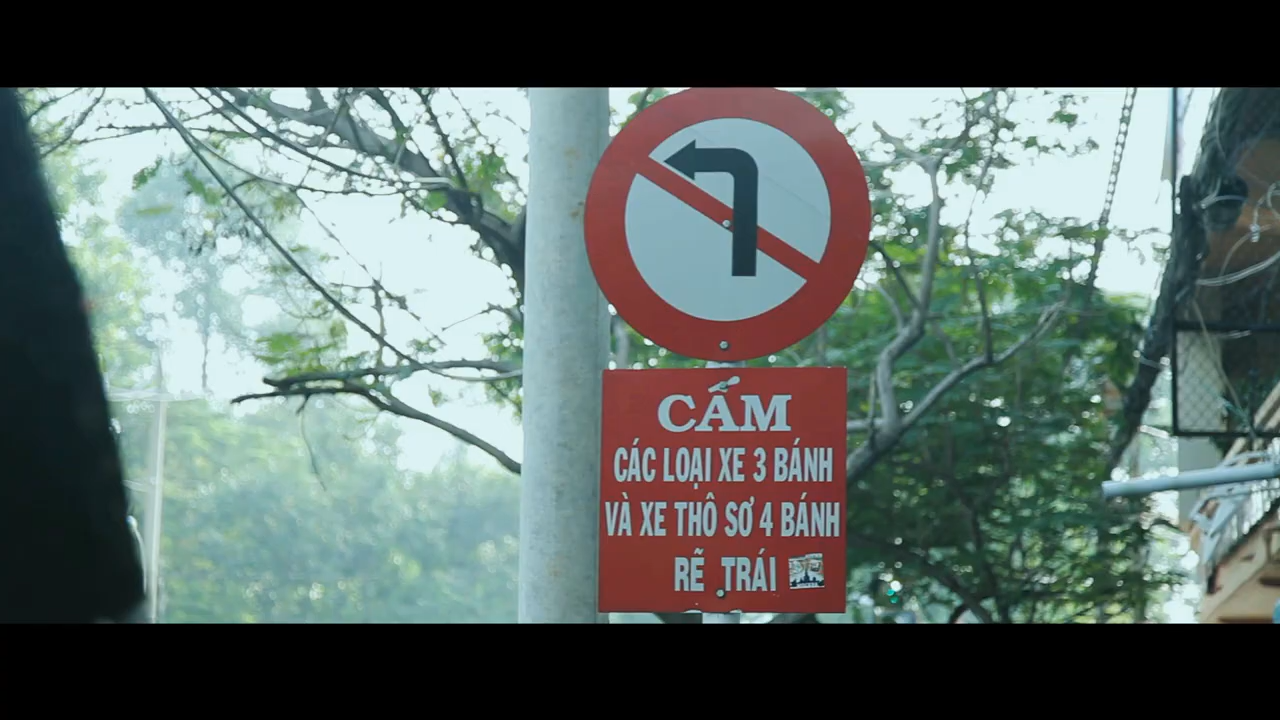 CẤM
CÁC LOẠI XE 3 BÁNH
VÀ XE THÔ SƠ 4 BÁNH
RẼ TRÁI